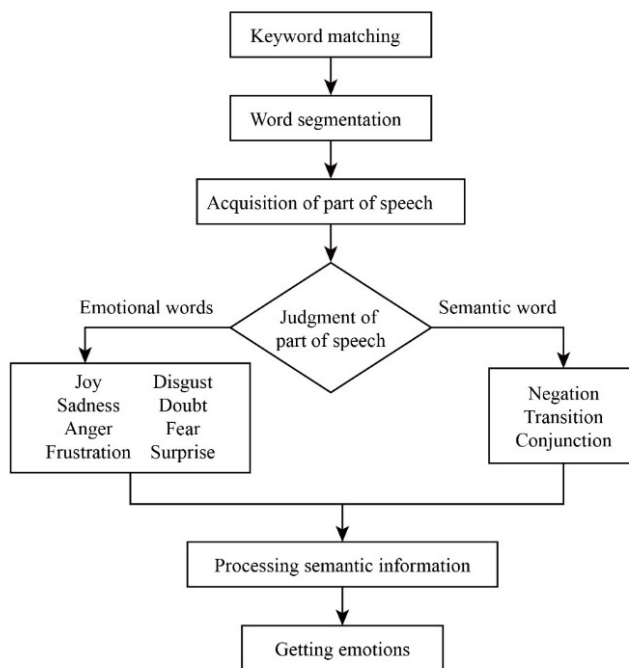 Keyword matching
Word segmentation
Acquisition of part of speech
Emotional words
Semantic word
Judgment of
part of speech
Joy Disgust
Sadness Doubt
Anger Fear
Frustration Surprise
Negation
Transition
Conjunction
Processing semantic information
Getting emotions